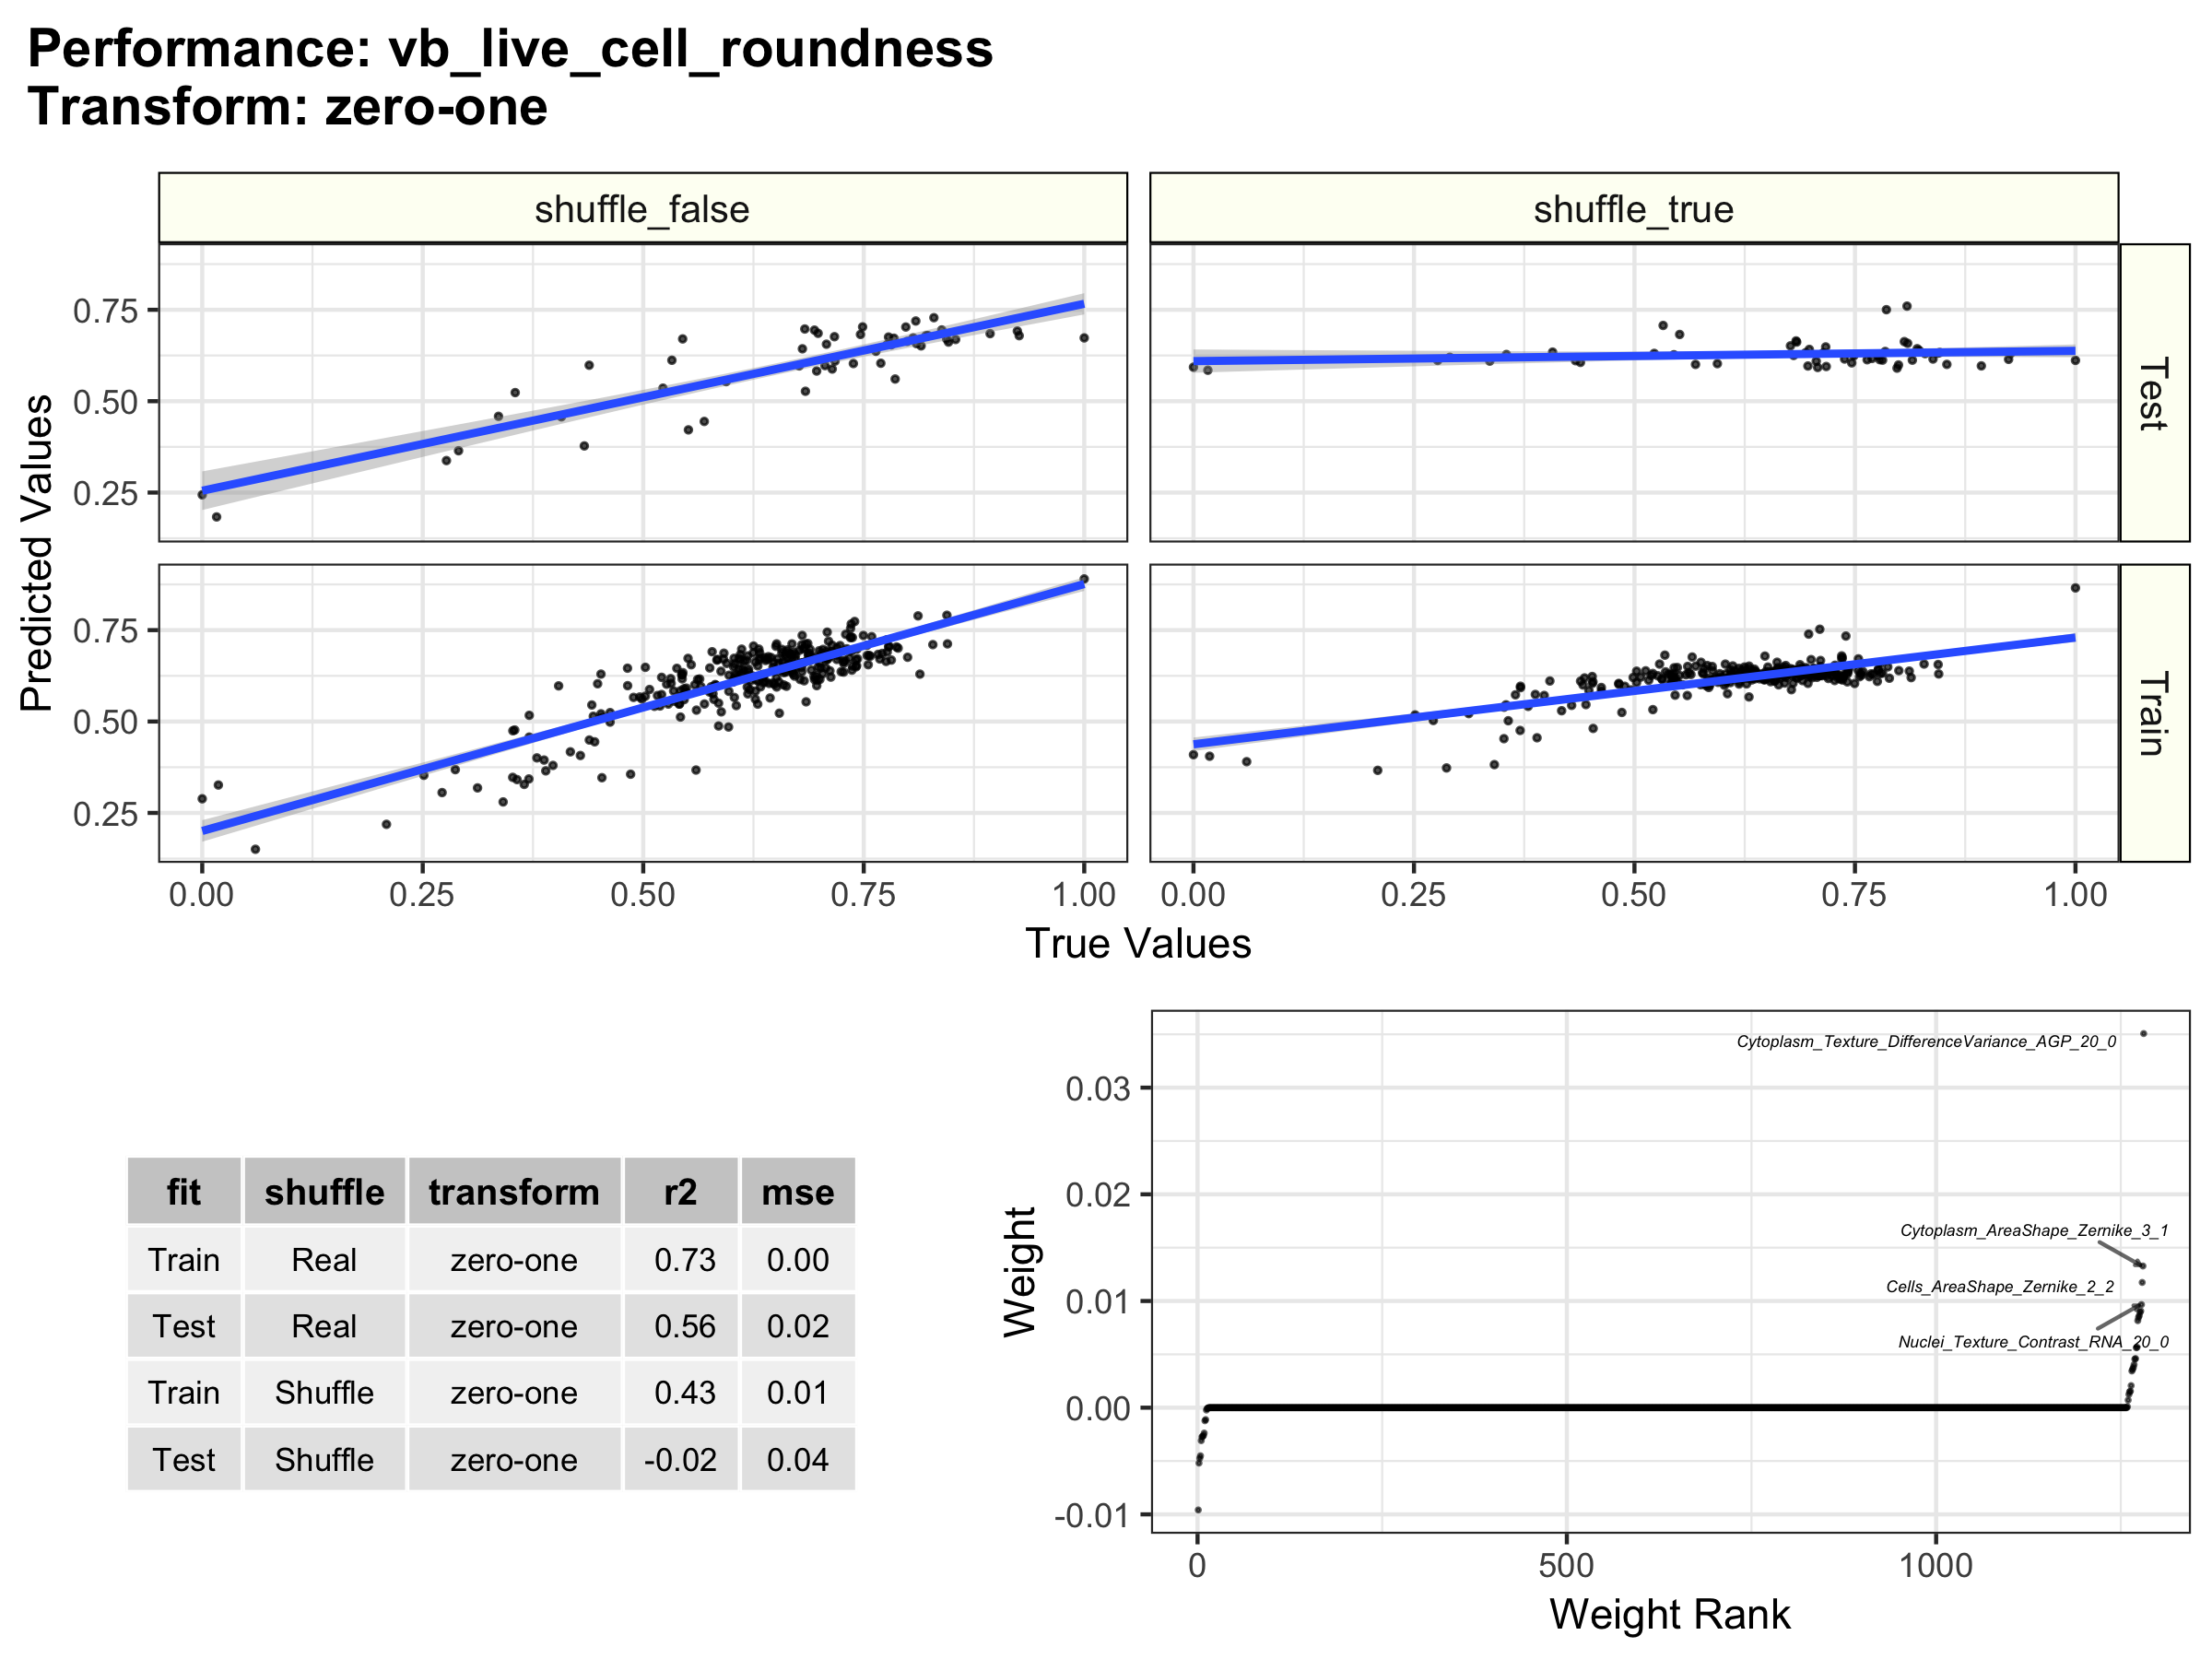 Performance: vb_live_cell_roundness
Transform: zero-one
shuffle_false
shuffle_true
Predicted Values
0.75
0.50
0.25
Test
0.75
0.50
0.25
Train
0.00 0.25 0.50 0.75 1.00
0.00 0.25 0.50 0.75 1.00
True Values
fit shuffle transform r2 mse
Train Real zero-one 0.73 0.00
Test Real zero-one 0.56 0.02
Train Shuffle zero-one 0.43 0.01
Test Shuffle zero-one -0.02 0.04
Weight
0.03
0.02
0.01
0.00
-0.01
Cytoplasm_Texture_DifferenceVariance_AGP_20_0
Cytoplasm_AreaShape_Zernike_3_1
Cells_AreaShape_Zernike_2_2
Nuclei_Texture_Contrast_RNA_20_0
0 500 1000
Weight Rank